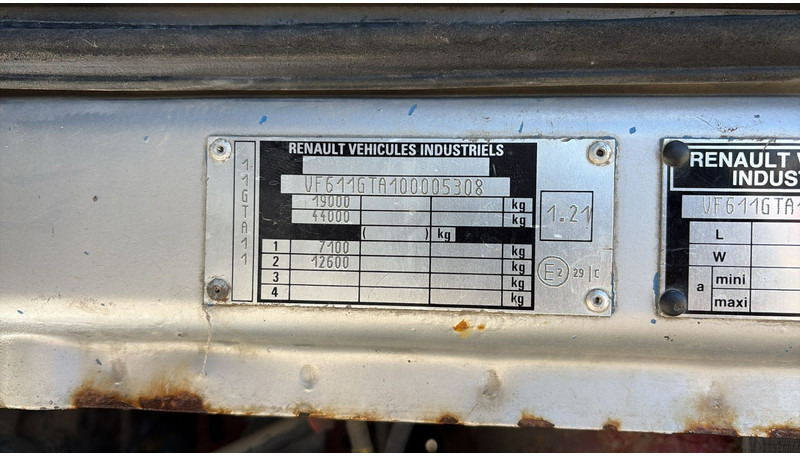 RENAULT VEHICULES INDUSTRIELS
VF611GTA100005308
19000 kg
44000 kg
( ) kg
1 7100 kg
2 12600 kg
3 kg
4 kg
11GTA11
1.21
E2 29 | C
RENAULT V
INDUST
VF611GTA1
L
W
a mini
maxi